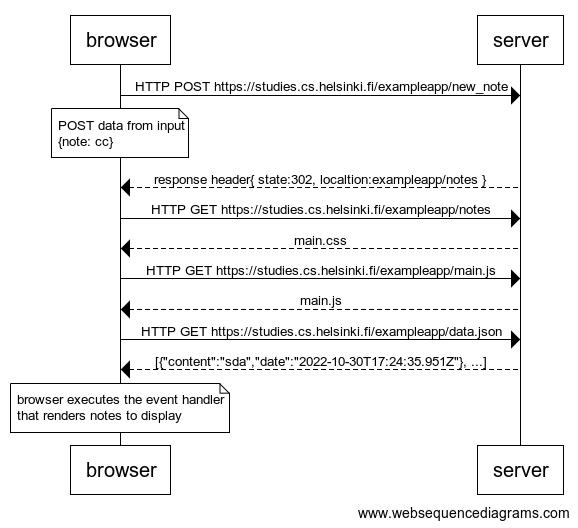 browser
server
HTTP POST https://studies.cs.helsinki.fi/exampleapp/new_note
POST data from input
{note: cc}
response header{ state:302, localtion:exampleapp/notes }
HTTP GET https://studies.cs.helsinki.fi/exampleapp/notes
main.css
HTTP GET https://studies.cs.helsinki.fi/exampleapp/main.js
main.js
HTTP GET https://studies.cs.helsinki.fi/exampleapp/data.json
[{"content":"sda","date":"2022-10-30T17:24:35.951Z"}, ...]
browser executes the event handler
that renders notes to display
browser
server
www.websequencediagrams.com